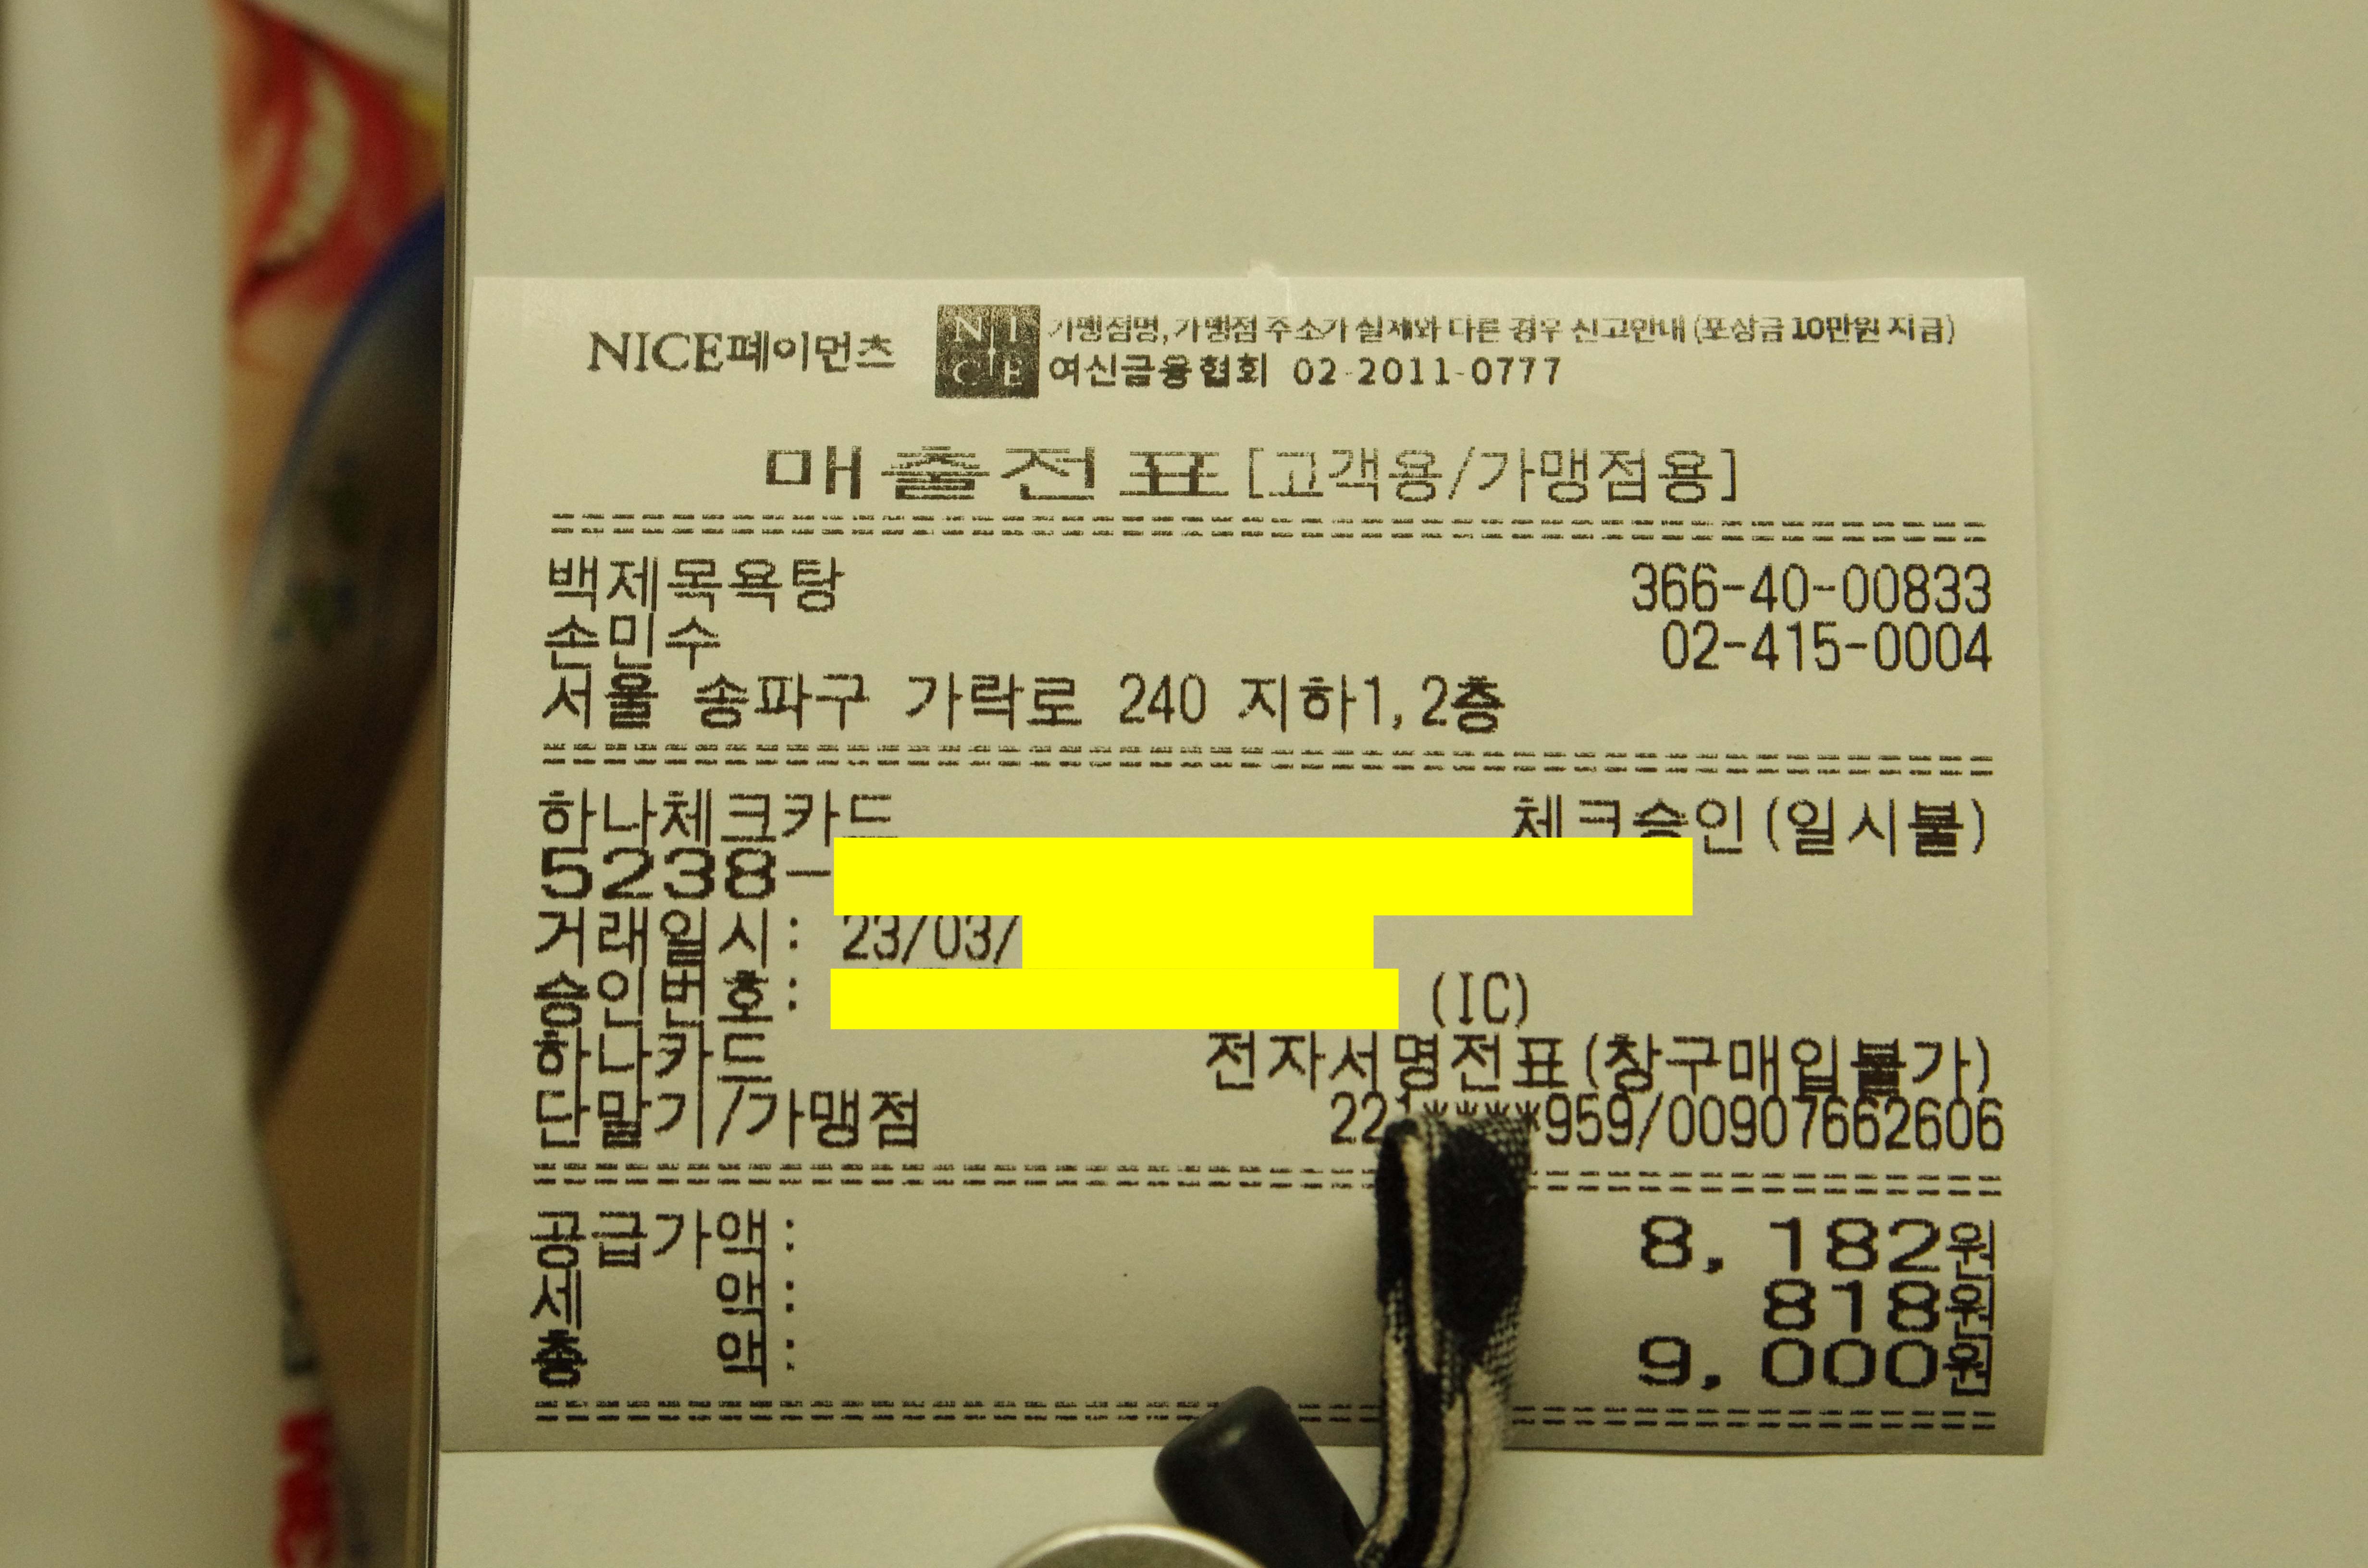 NICE페이먼츠
NICE
가맹점명,가맹점 주소가 실제와 다른 경우 신고안내 (포상금 10만원 지급)
여신금융협회 02-2011-0777
매출전표[고객용/가맹점용]
백제목욕탕 366-40-00833
손민수 02-415-0004
서울 송파구 가락로 240 지하1,2층
하나체크카드 체크승인(일시불)
5238-
거래일시: 23/03/
승인번호: (IC)
하나카드 전자서명전표(창구매입불가)
단말기/가맹점 221****959/00907662606
공급가액: 8,182원
세 액: 818원
총 액: 9,000원